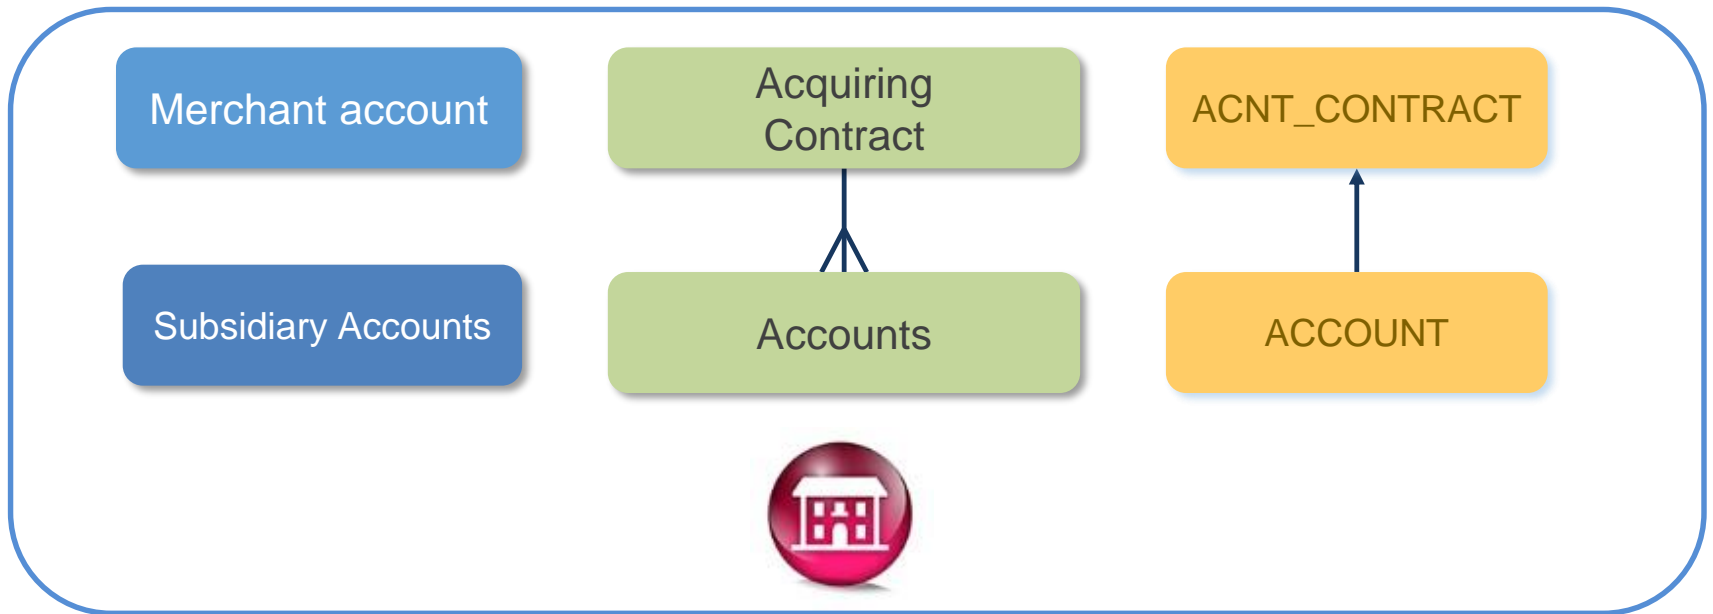 Merchant account
Acquiring
Contract
ACNT_CONTRACT
Subsidiary Accounts
Accounts
ACCOUNT